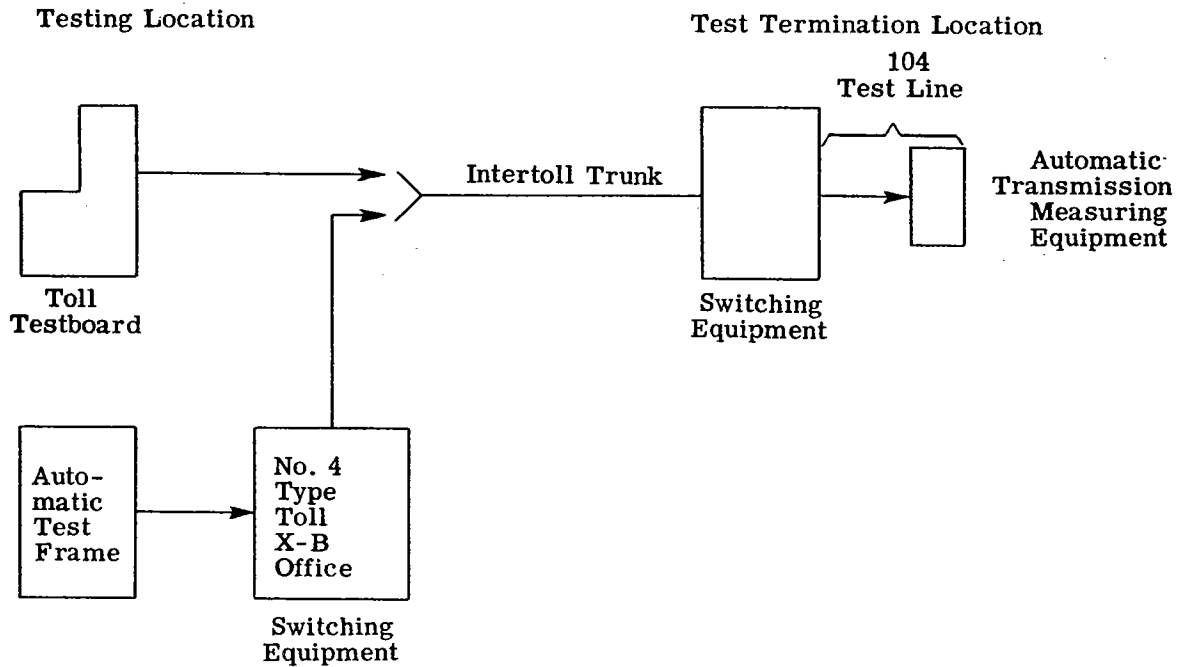 Testing Location
Test Termination Location
104
Test Line
Intertoll Trunk
Automatic
Transmission
Measuring
Equipment
Toll
Testboard
Switching
Equipment
Auto-
matic
Test
Frame
No. 4
Type
Toll
X-B
Office
Switching
Equipment